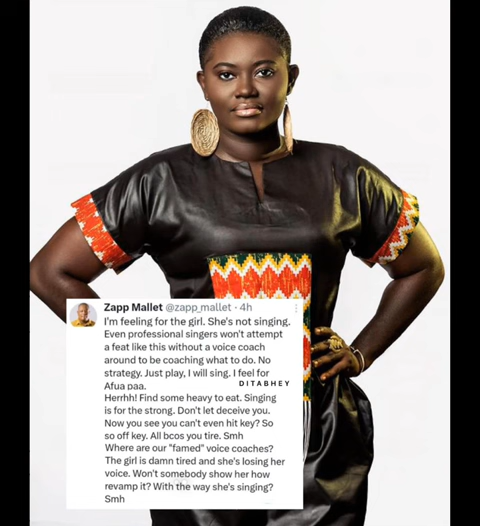 Zapp Mallet @zapp_mallet · 4h
I'm feeling for the girl. She's not singing.
Even professional singers won't attempt
a feat like this without a voice coach
around to be coaching what to do. No
strategy. Just play, I will sing. I feel for
Afua paa.
DITABHEY
Herrhh! Find some heavy to eat. Singing
is for the strong. Don't let deceive you.
Now you see you can't even hit key? So
so off key. All bcos you tire. Smh
Where are our "famed" voice coaches?
The girl is damn tired and she's losing her
voice. Won't somebody show her how
revamp it? With the way she's singing?
Smh